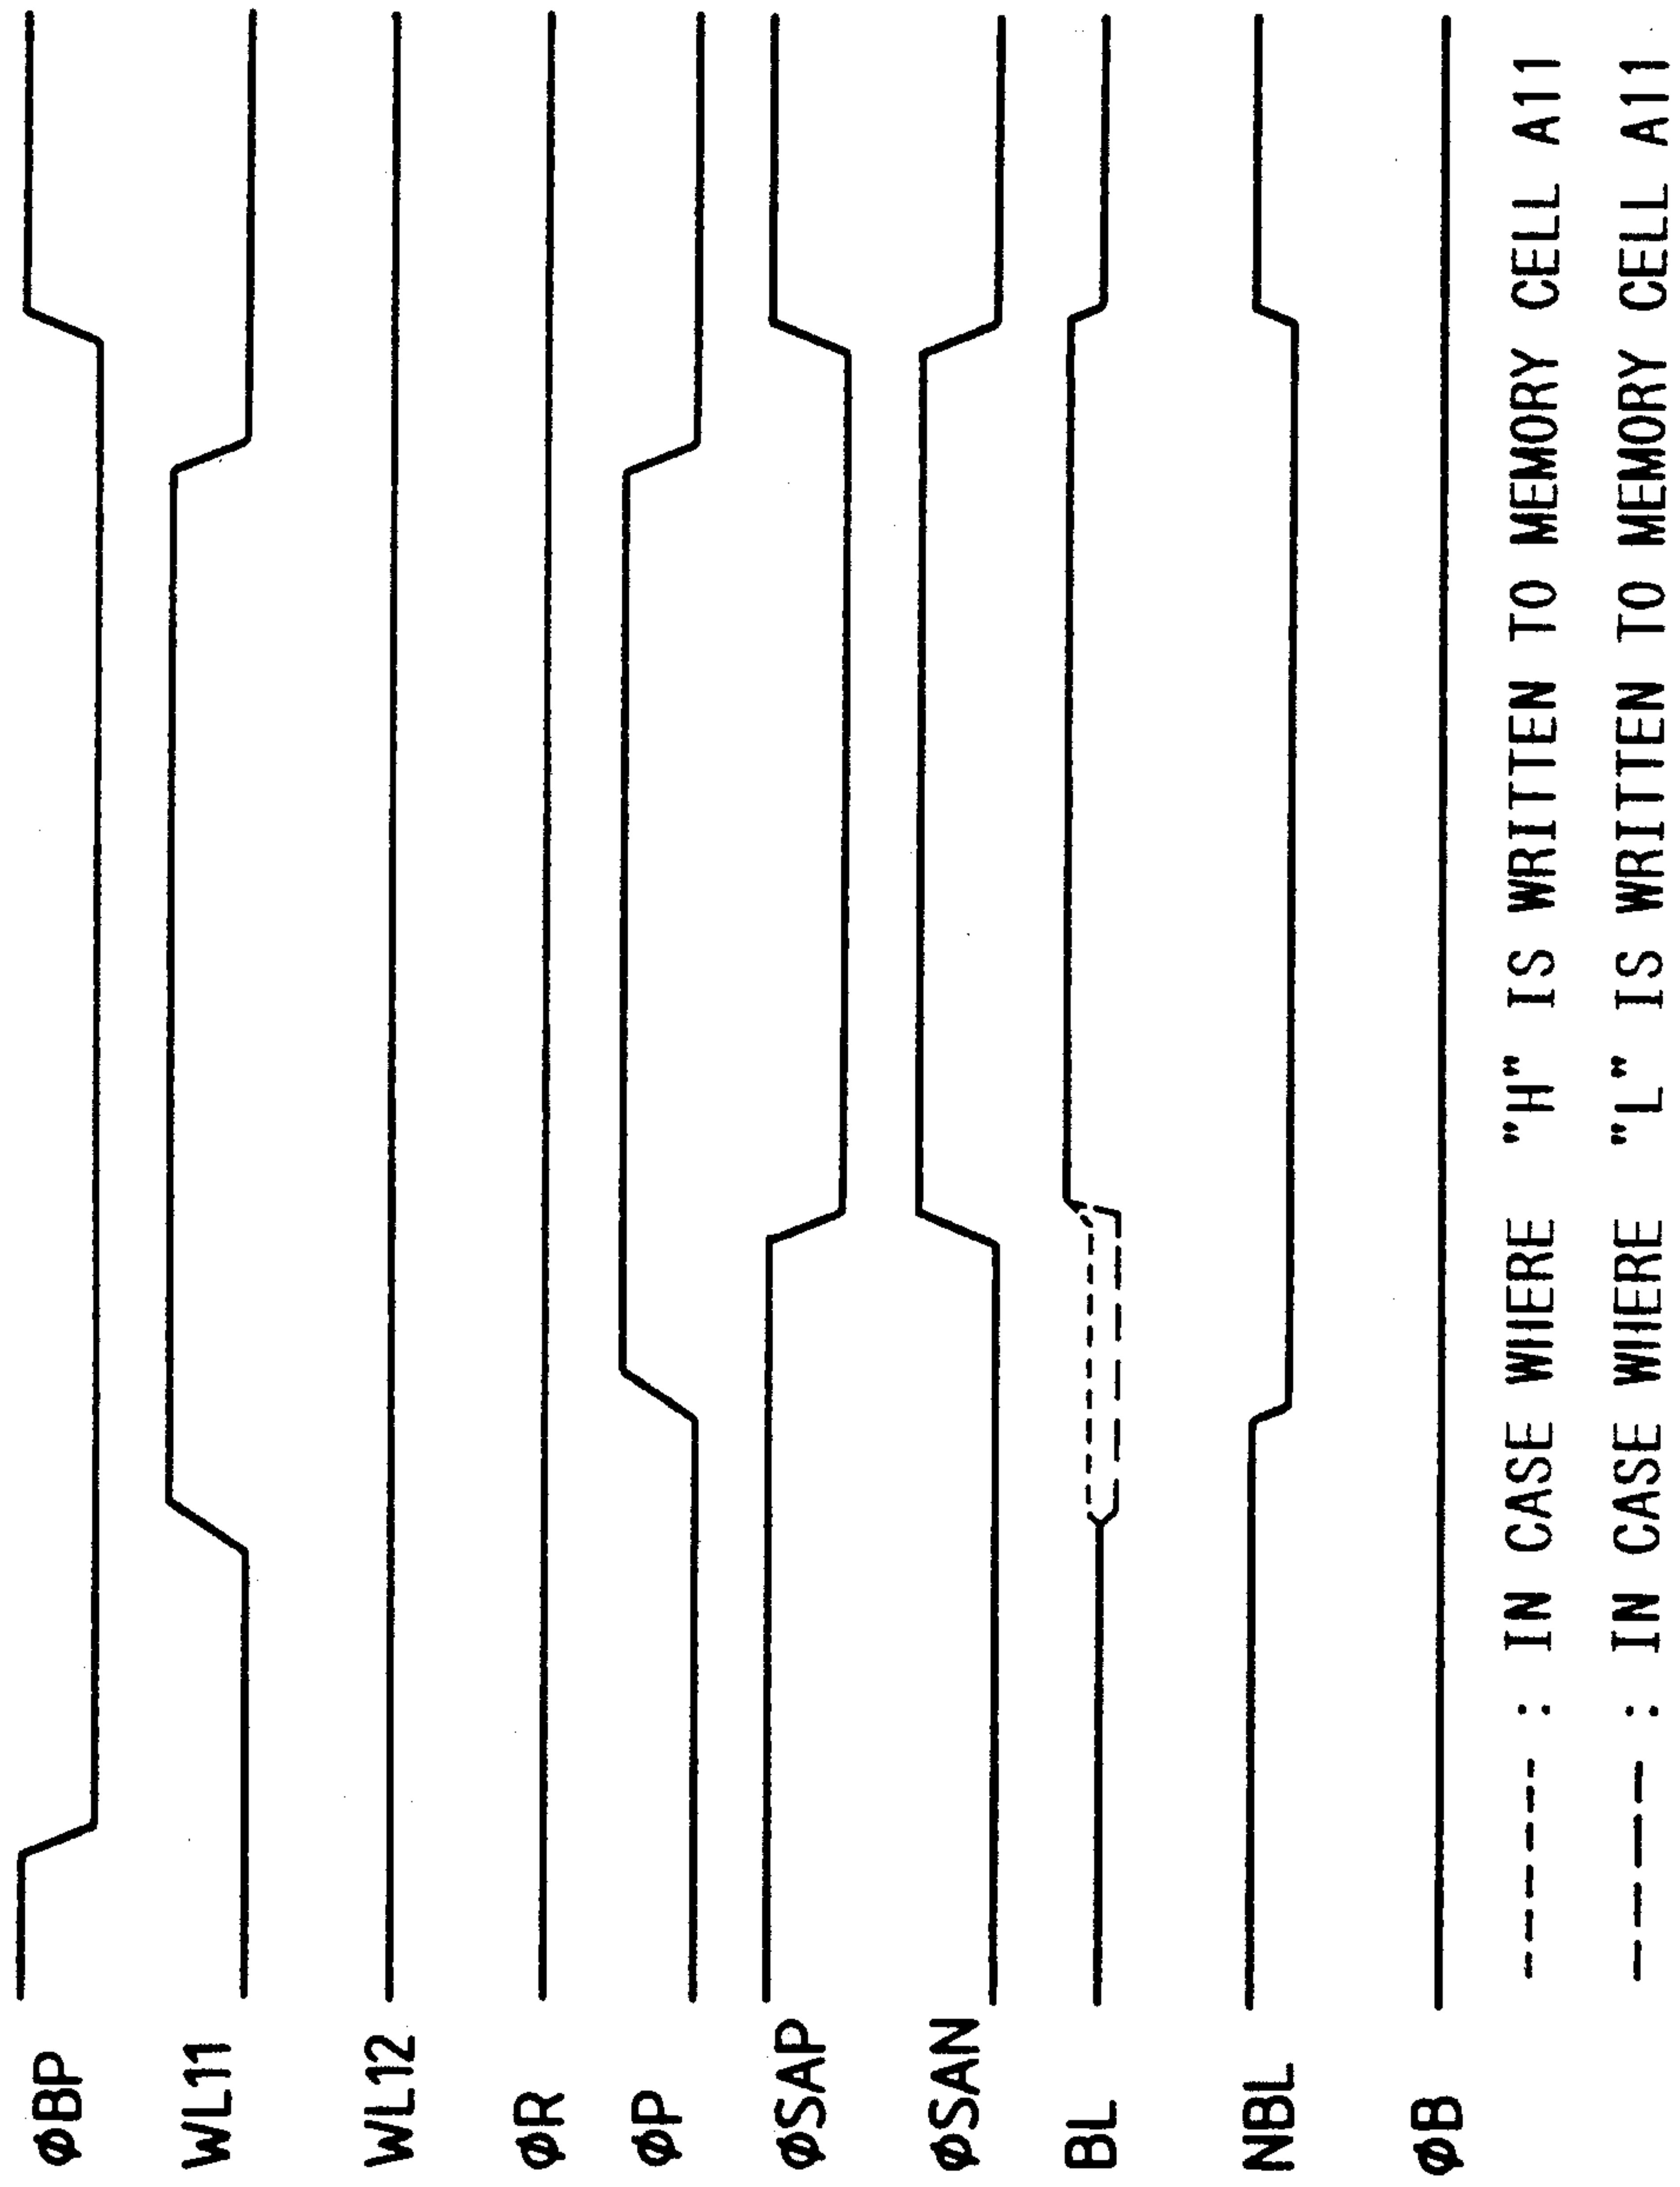 φBP
WL11
WL12
φR
φP
φSAP
φSAN
BL
NBL
φB
----- : IN CASE WHERE "H" IS WRITTEN TO MEMORY CELL A11
— — — : IN CASE WHERE "L" IS WRITTEN TO MEMORY CELL A11